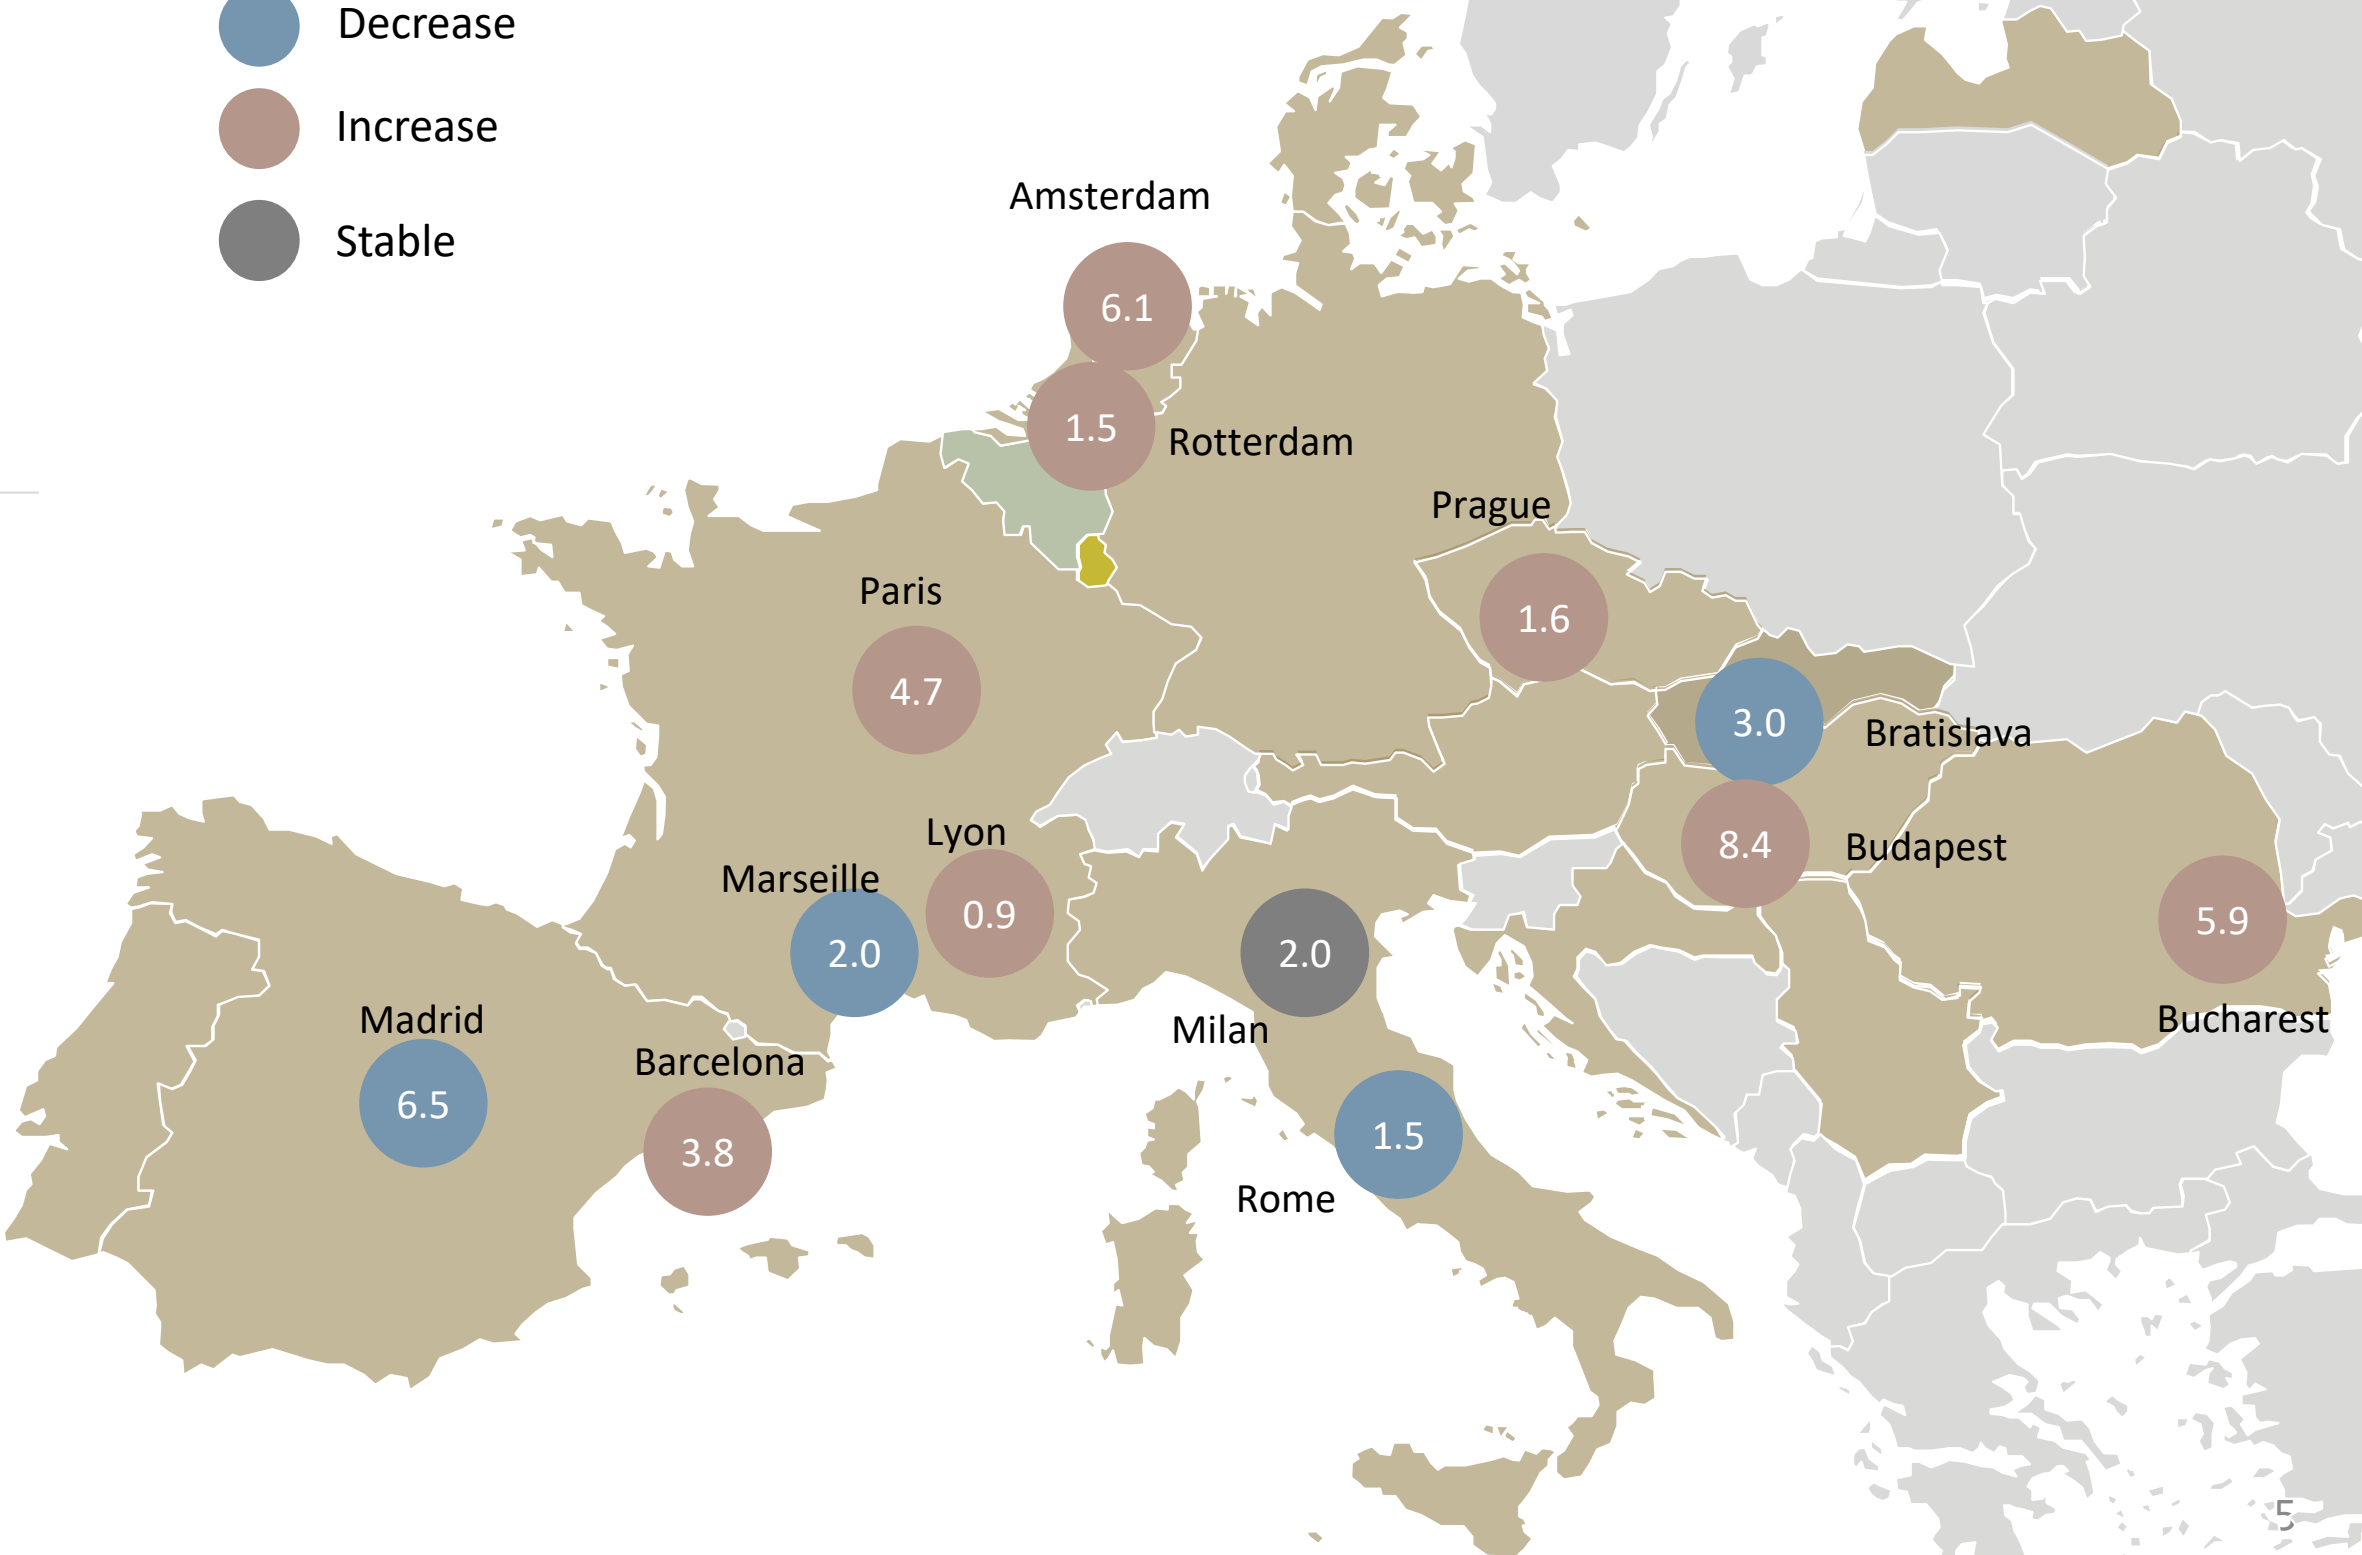 Decrease
Increase
Stable
Amsterdam
6.1
1.5
Rotterdam
Prague
1.6
Paris
4.7
3.0
Bratislava
Lyon
0.9
Marseille
2.0
8.4
Budapest
2.0
Milan
5.9
Bucharest
Madrid
6.5
Barcelona
3.8
1.5
Rome
5